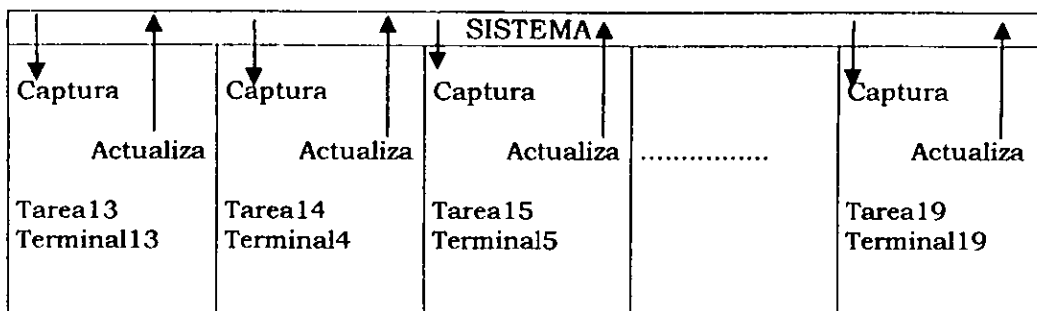 SISTEMA
Captura Captura Captura Captura
Actualiza Actualiza Actualiza ................ Actualiza
Tarea13 Tarea14 Tarea15 Tarea19
Terminal13 Terminal4 Terminal5 Terminal19